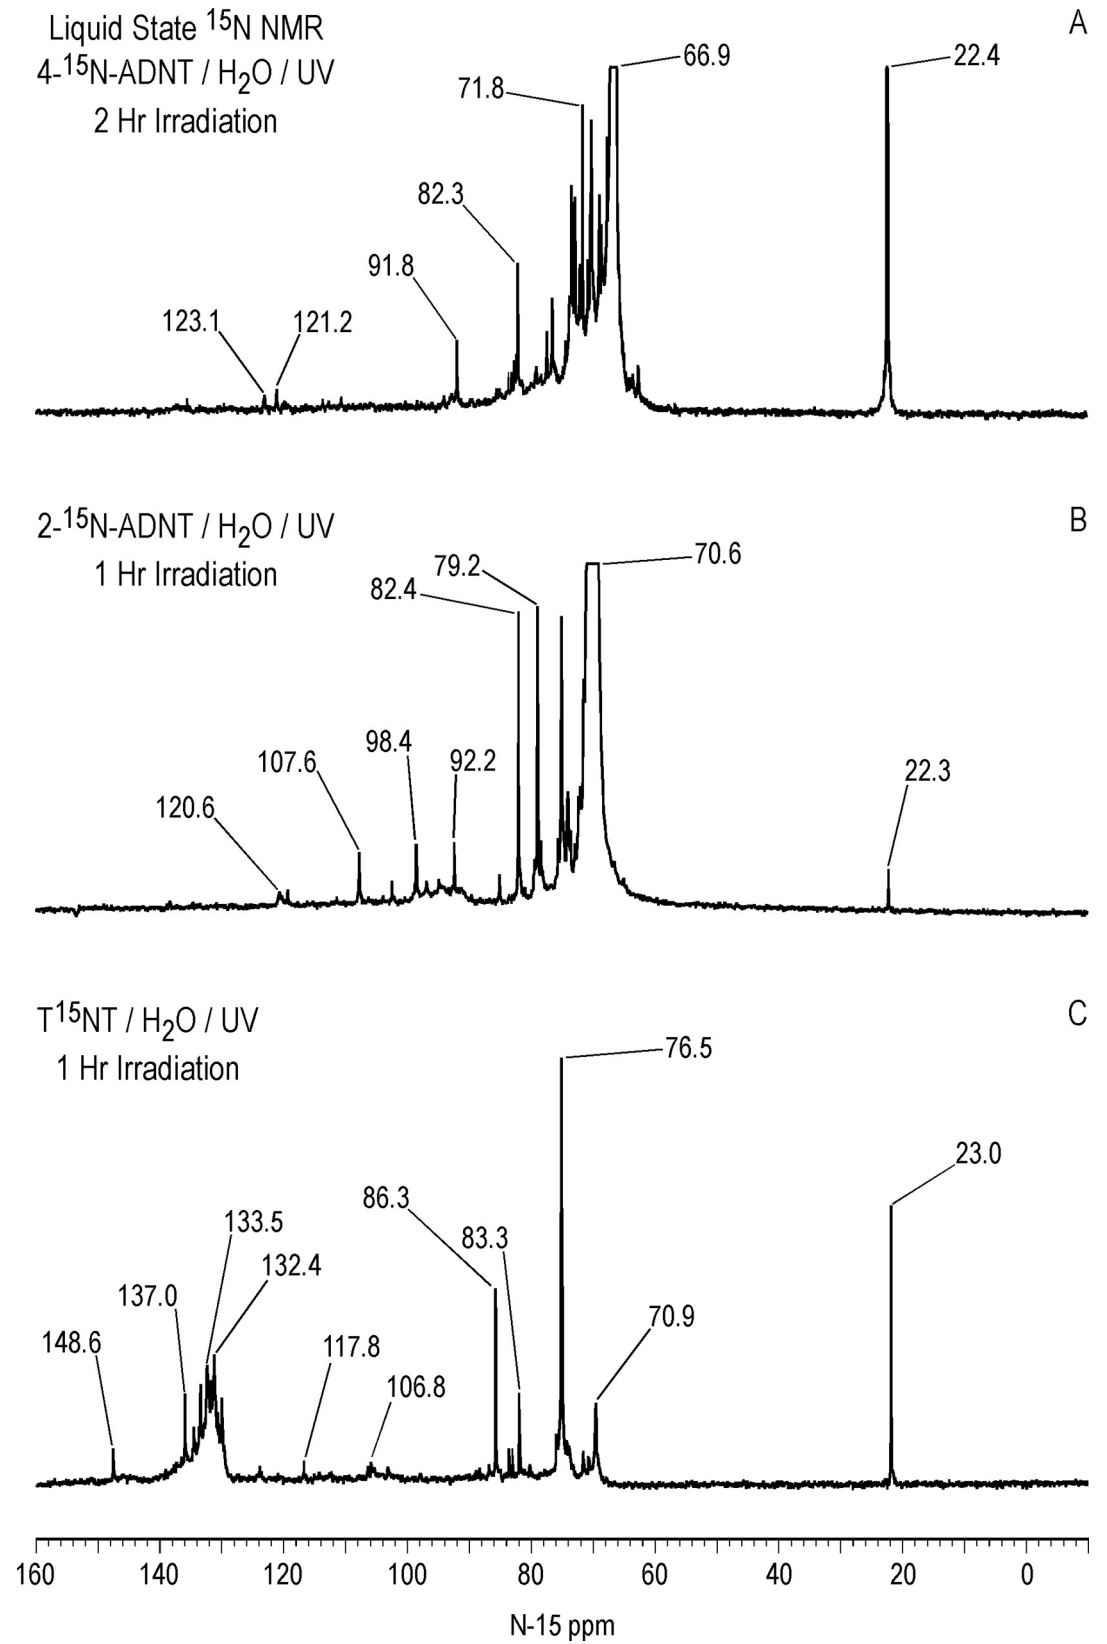 Liquid State ¹⁵N NMR
4-¹⁵N-ADNT / H₂O / UV
2 Hr Irradiation
A
66.9
22.4
71.8
82.3
91.8
123.1
121.2
2-¹⁵N-ADNT / H₂O / UV
1 Hr Irradiation
B
70.6
79.2
82.4
98.4
92.2
107.6
22.3
120.6
T¹⁵NT / H₂O / UV
1 Hr Irradiation
C
76.5
23.0
86.3
133.5
83.3
132.4
137.0
70.9
148.6
117.8
106.8
160 140 120 100 80 60 40 20 0
N-15 ppm